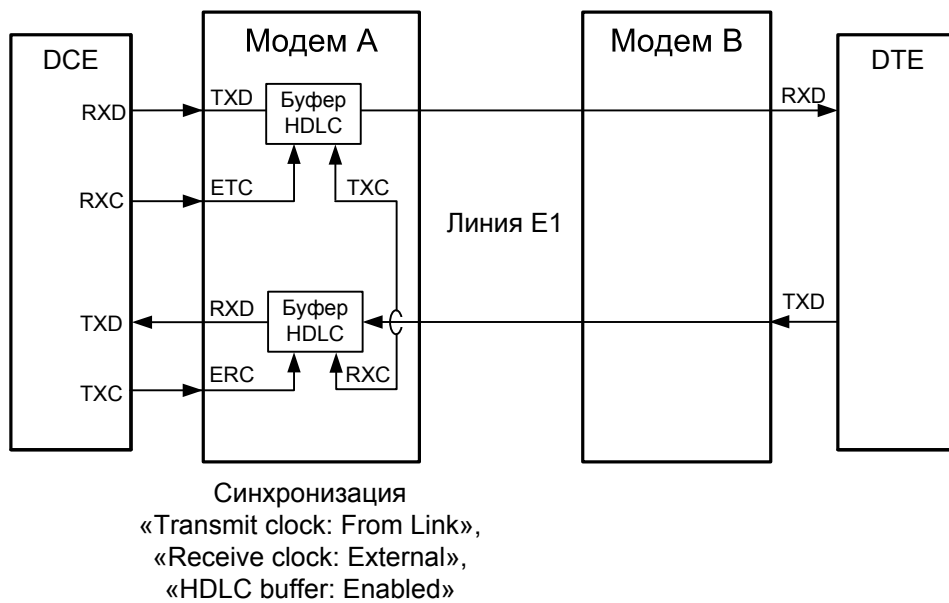 DCE
Модем A
Модем B
DTE
RXD
TXD
Буфер
HDLC
RXD
RXC
ETC
TXC
Линия E1
TXD
RXD
Буфер
HDLC
TXD
TXC
ERC
RXC
Синхронизация
«Transmit clock: From Link»,
«Receive clock: External»,
«HDLC buffer: Enabled»